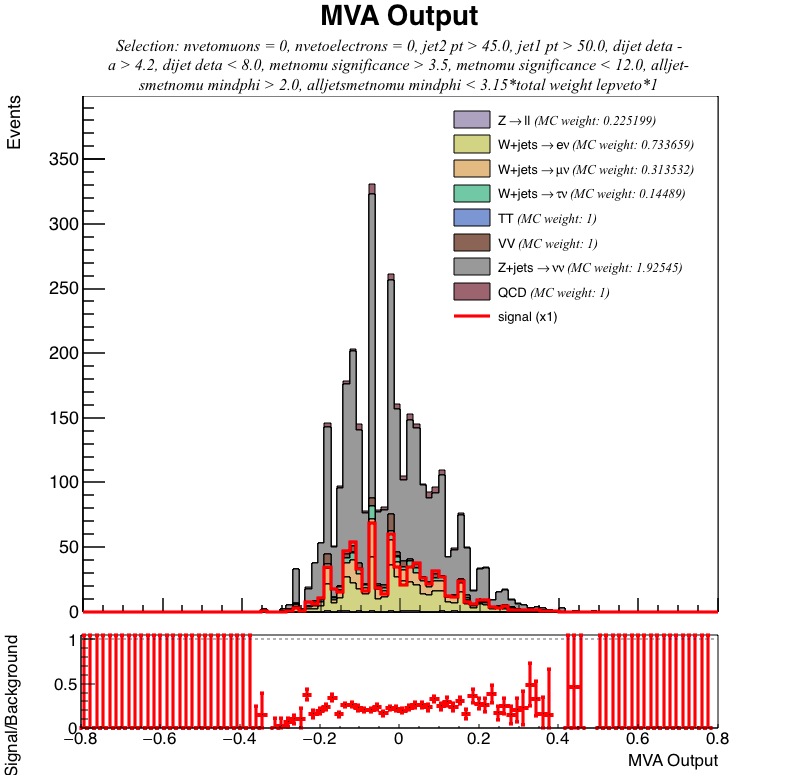 MVA Output
Selection: nvetomuons = 0, nvetoelectrons = 0, jet2 pt > 45.0, jet1 pt > 50.0, dijet deta -
a > 4.2, dijet deta < 8.0, metnomu significance > 3.5, metnomu significance < 12.0, alljet-
smetnomu mindphi > 2.0, alljetsmetnomu mindphi < 3.15*total weight lepveto*1
Events
350
300
250
200
150
100
50
0
Z→ll (MC weight: 0.225199)
W+jets→eν (MC weight: 0.733659)
W+jets→μν (MC weight: 0.313532)
W+jets→τν (MC weight: 0.14489)
TT (MC weight: 1)
VV (MC weight: 1)
Z+jets→νν (MC weight: 1.92545)
QCD (MC weight: 1)
signal (x1)
Signal/Background
1
0.5
0
−0.8 −0.6 −0.4 −0.2 0 0.2 0.4 0.6 0.8
MVA Output